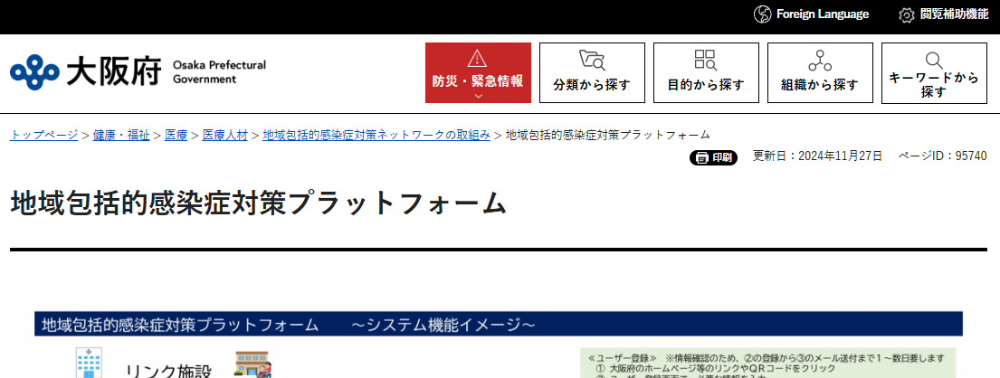 Foreign Language
閲覧補助機能
大阪府
Osaka Prefectural
Government
防災・緊急情報
分類から探す
目的から探す
組織から探す
キーワードから
探す
トップページ > 健康・福祉 > 医療 > 医療人材 > 地域包括的感染症対策ネットワークの取組み > 地域包括的感染症対策プラットフォーム
印刷 更新日：2024年11月27日 ページID：95740
地域包括的感染症対策プラットフォーム
地域包括的感染症対策プラットフォーム ～システム機能イメージ～
リンク施設
≪ユーザー登録≫ ※情報確認のため、②の登録から③のメール送付まで1～数日要します
① 大阪府のホームページ等のリンクやQRコードをクリック